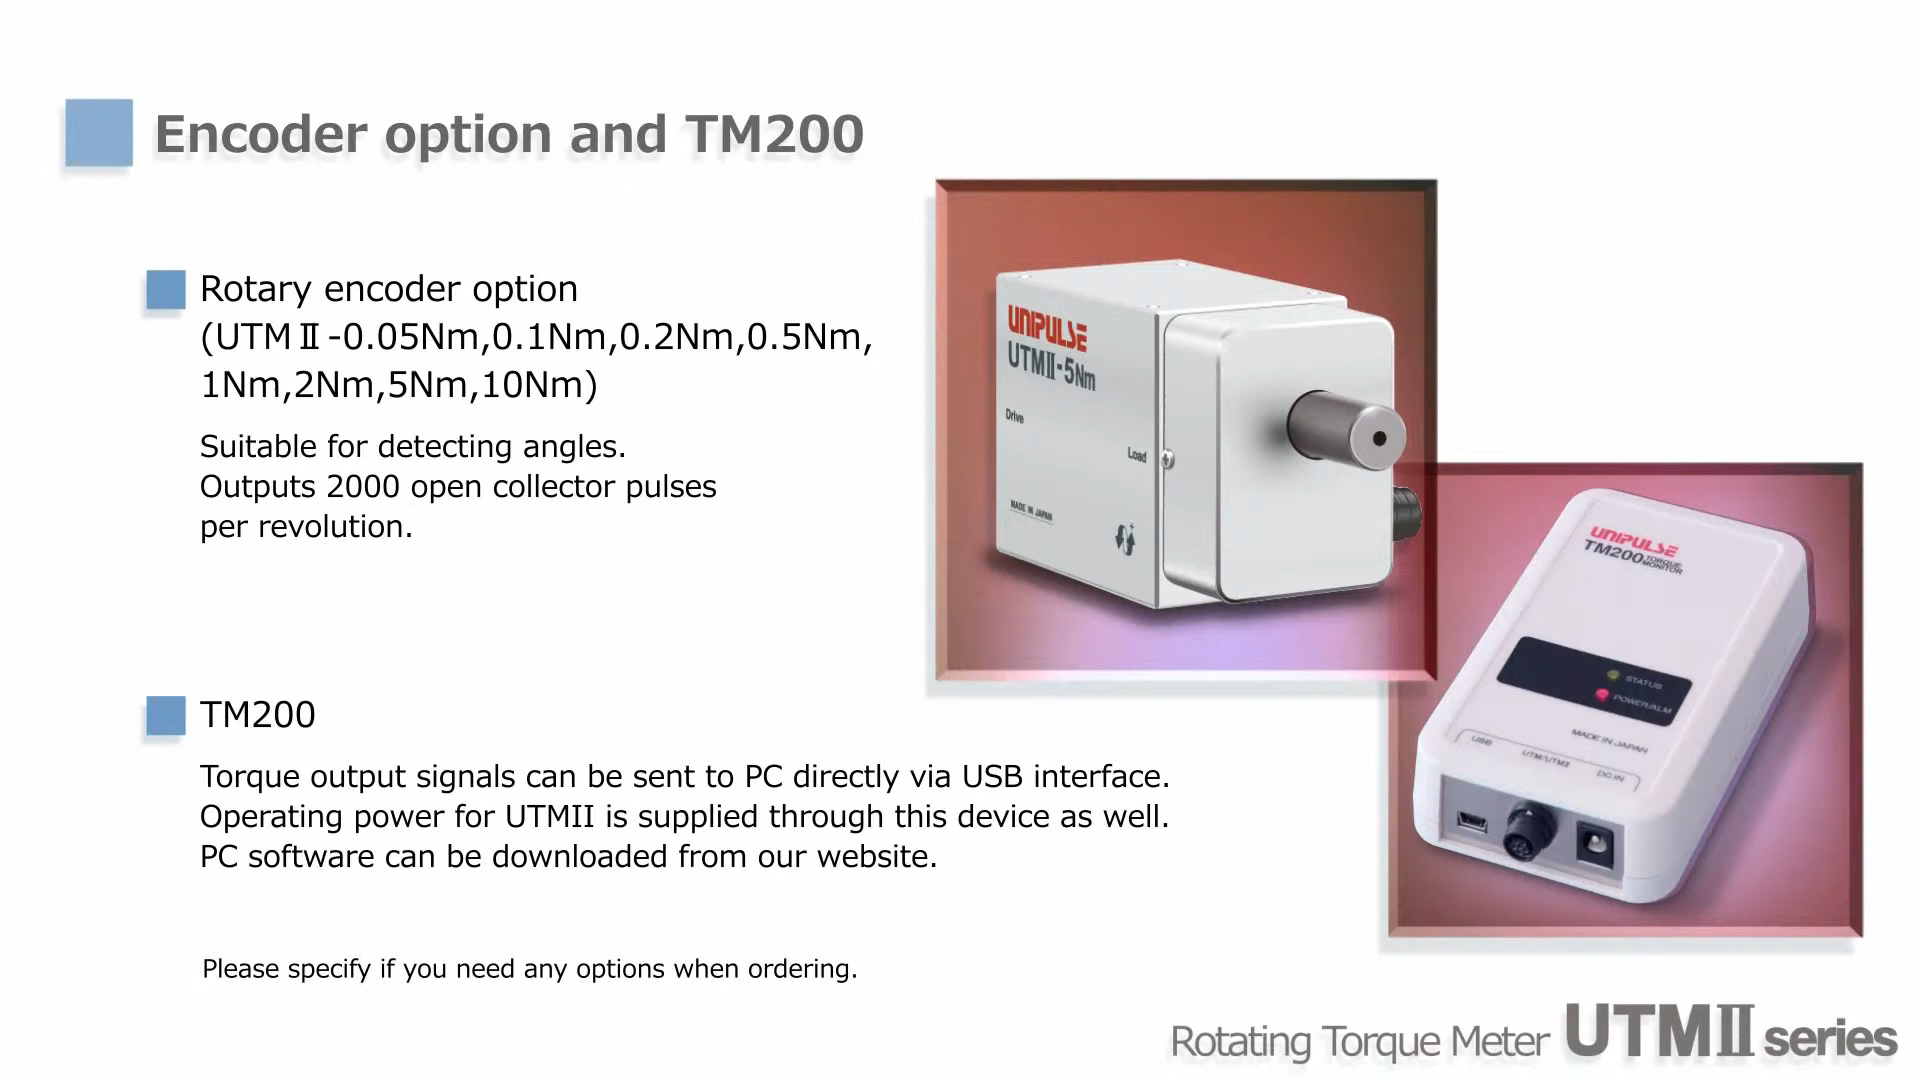 Encoder option and TM200
Rotary encoder option
(UTMⅡ-0.05Nm,0.1Nm,0.2Nm,0.5Nm,
1Nm,2Nm,5Nm,10Nm)
Suitable for detecting angles.
Outputs 2000 open collector pulses
per revolution.
UNIPULSE
UTMⅡ-5Nm
Drive
Load
MADE IN JAPAN
UNIPULSE
TM200 TORQUE MONITOR
STATUS
POWER/ALM
MADE IN JAPAN
USB
UTM/UTMⅡ
DC IN
TM200
Torque output signals can be sent to PC directly via USB interface.
Operating power for UTMII is supplied through this device as well.
PC software can be downloaded from our website.
Please specify if you need any options when ordering.
Rotating Torque Meter UTMⅡ series